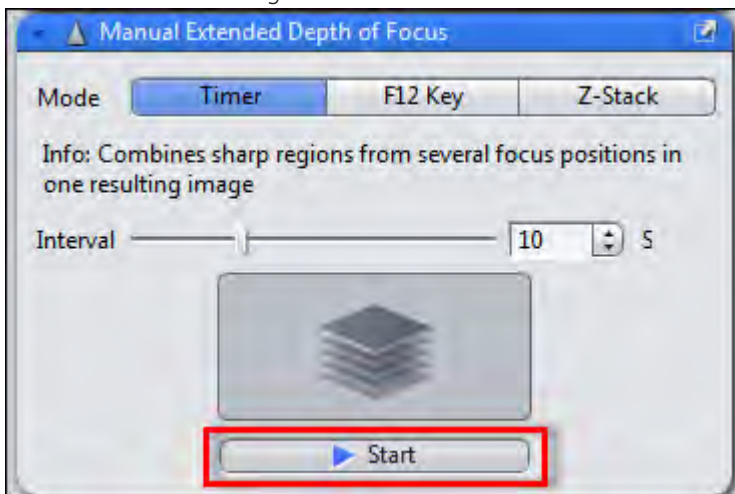 Manual Extended Depth of Focus
Mode Timer F12 Key Z-Stack
Info: Combines sharp regions from several focus positions in
one resulting image
Interval 10 S
Start